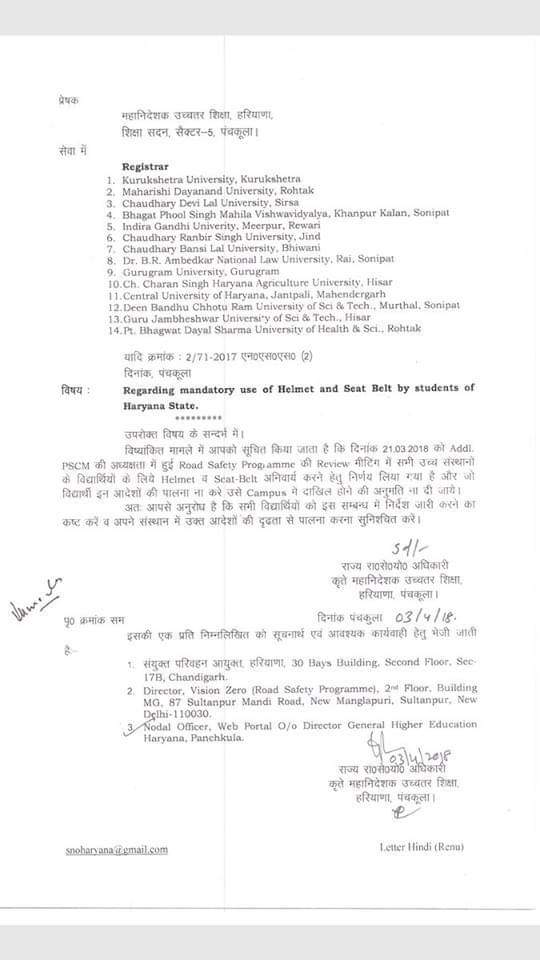 प्रेषक
महानिदेशक उच्चतर शिक्षा, हरियाणा,
शिक्षा सदन, सैक्टर–5, पंचकूला।
सेवा में
Registrar
1. Kurukshetra University, Kurukshetra
2. Maharishi Dayanand University, Rohtak
3. Chaudhary Devi Lal University, Sirsa
4. Bhagat Phool Singh Mahila Vishwavidyalya, Khanpur Kalan, Sonipat
5. Indira Gandhi Univerity, Meerpur, Rewari
6. Chaudhary Ranbir Singh University, Jind
7. Chaudhary Bansi Lal University, Bhiwani
8. Dr. B.R. Ambedkar National Law University, Rai, Sonipat
9. Gurugram University, Gurugram
10.Ch. Charan Singh Haryana Agriculture University, Hisar
11.Central University of Haryana, Jantpali, Mahendergarh
12.Deen Bandhu Chhotu Ram University of Sci & Tech., Murthal, Sonipat
13.Guru Jambheshwar University of Sci & Tech., Hisar
14.Pt. Bhagwat Dayal Sharma University of Health & Sci., Rohtak
यादि क्रमांक : 2/71-2017 एन०एस०एस० (2)
दिनांक, पंचकूला
विषय : Regarding mandatory use of Helmet and Seat Belt by students of
Haryana State.
*********
उपरोक्त विषय के सन्दर्भ में।
विषयांकित मामले में आपको सूचित किया जाता है कि दिनांक 21.03.2018 को Addl.
PSCM की अध्यक्षता में हुई Road Safety Programme की Review मीटिंग में सभी उच्च संस्थानों
के विद्यार्थियों के लिये Helmet व Seat-Belt अनिवार्य करने हेतु निर्णय लिया गया है और जो
विद्यार्थी इन आदेशों की पालना ना करे उसे Campus में दाखिल होने की अनुमति ना दी जाये।
अतः आपसे अनुरोध है कि सभी विद्यार्थियों को इस सम्बन्ध में निर्देश जारी करने का
कष्ट करें व अपने संस्थान में उक्त आदेशों की दृढता से पालना करना सुनिश्चित करें।
Sd/-
राज्य रा०से०यो० अधिकारी
कृते महानिदेशक उच्चतर शिक्षा,
हरियाणा, पंचकूला।
पृ० क्रमांक सम दिनांक पंचकुला 03/4/18.
इसकी एक प्रति निम्नलिखित को सूचनार्थ एवं आवश्यक कार्यवाही हेतु भेजी जाती
है:-
1. संयुक्त परिवहन आयुक्त, हरियाणा, 30 Bays Building, Second Floor, Sec-
17B, Chandigarh.
2. Director, Vision Zero (Road Safety Programme), 2nd Floor, Building
MG, 87 Sultanpur Mandi Road, New Manglapuri, Sultanpur, New
Delhi-110030.
3. Nodal Officer, Web Portal O/o Director General Higher Education
Haryana, Panchkula.
03/4/2018
राज्य रा०से०यो० अधिकारी
कृते महानिदेशक उच्चतर शिक्षा,
हरियाणा, पंचकूला।
snoharyana@gmail.com
Letter Hindi (Renu)